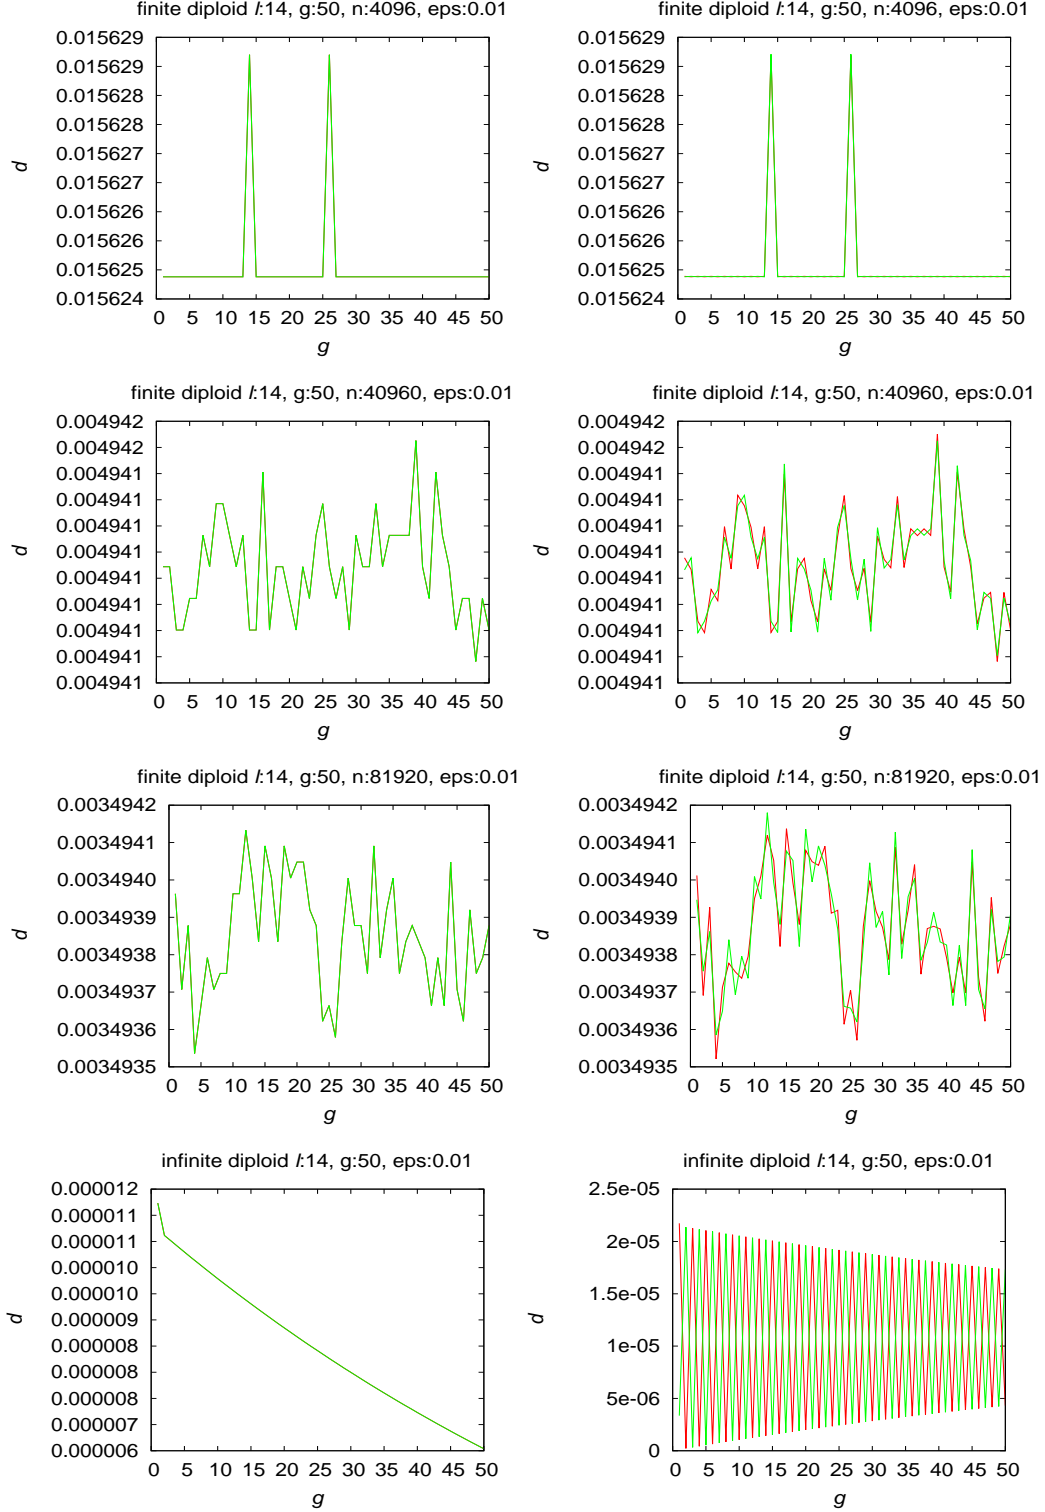 finite diploid l:14, g:50, n:4096, eps:0.01
0.015629
0.015629
0.015628
0.015628
0.015627
0.015627
0.015626
0.015626
0.015625
0.015624
d
0 5 10 15 20 25 30 35 40 45 50
g
finite diploid l:14, g:50, n:4096, eps:0.01
0.015629
0.015629
0.015628
0.015628
0.015627
0.015627
0.015626
0.015626
0.015625
0.015624
d
0 5 10 15 20 25 30 35 40 45 50
g
finite diploid l:14, g:50, n:40960, eps:0.01
0.004942
0.004942
0.004941
0.004941
0.004941
0.004941
0.004941
0.004941
0.004941
0.004941
0.004941
d
0 5 10 15 20 25 30 35 40 45 50
g
finite diploid l:14, g:50, n:40960, eps:0.01
0.004942
0.004942
0.004941
0.004941
0.004941
0.004941
0.004941
0.004941
0.004941
0.004941
0.004941
d
0 5 10 15 20 25 30 35 40 45 50
g
finite diploid l:14, g:50, n:81920, eps:0.01
0.0034942
0.0034941
0.0034940
0.0034939
0.0034938
0.0034937
0.0034936
0.0034935
d
0 5 10 15 20 25 30 35 40 45 50
g
finite diploid l:14, g:50, n:81920, eps:0.01
0.0034942
0.0034941
0.0034940
0.0034939
0.0034938
0.0034937
0.0034936
0.0034935
d
0 5 10 15 20 25 30 35 40 45 50
g
infinite diploid l:14, g:50, eps:0.01
0.000012
0.000011
0.000011
0.000010
0.000010
0.000009
0.000008
0.000008
0.000008
0.000007
0.000006
d
0 5 10 15 20 25 30 35 40 45 50
g
infinite diploid l:14, g:50, eps:0.01
2.5e-05
2e-05
1.5e-05
1e-05
5e-06
0
d
0 5 10 15 20 25 30 35 40 45 50
g